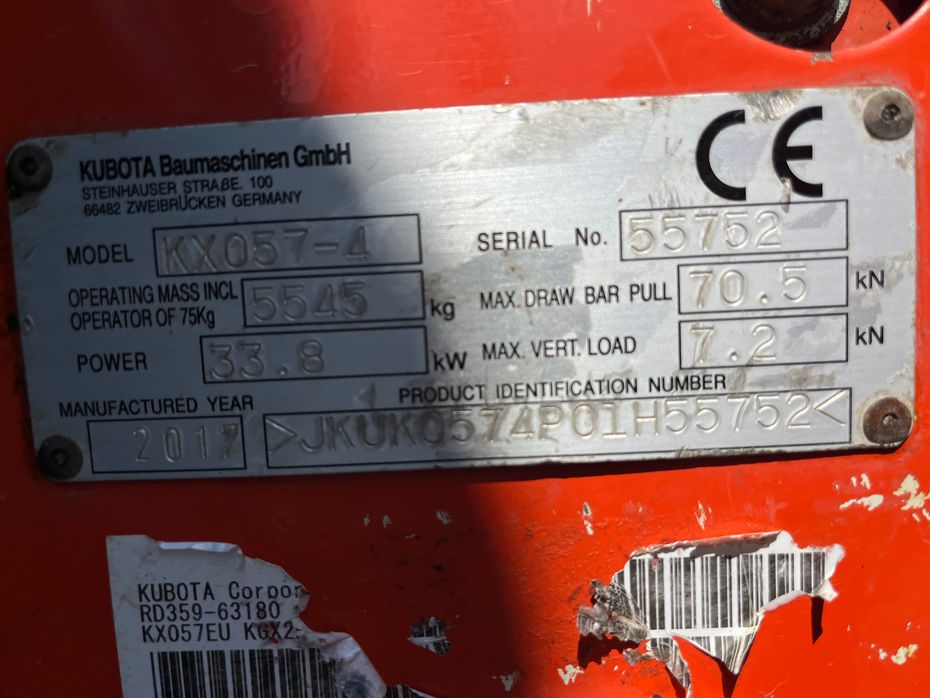 KUBOTA Baumaschinen GmbH
STEINHAUSER STRAßE. 100
66482 ZWEIBRÜCKEN GERMANY
CE
MODEL KX057-4
SERIAL No. 55752
OPERATING MASS INCL OPERATOR OF 75Kg 5545 kg
MAX. DRAW BAR PULL 70.5 kN
POWER 33.8 kW
MAX. VERT. LOAD 7.2 kN
MANUFACTURED YEAR 2017
PRODUCT IDENTIFICATION NUMBER
>JKUK0574P01H55752<
KUBOTA Corpor
RD359-63180
KX057EU KGX2